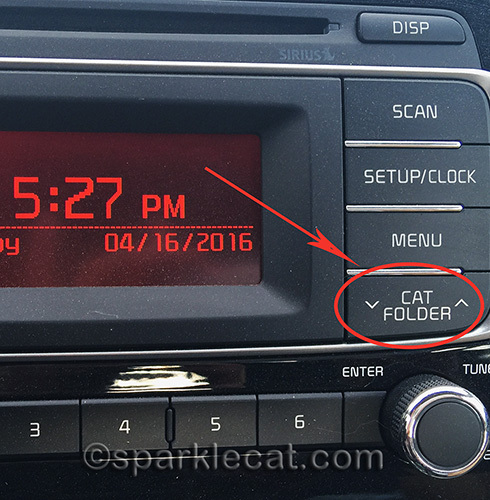 DISP
SIRIUS
SCAN
SETUP/CLOCK
5:27 PM
MENU
04/16/2016
CAT
FOLDER
ENTER
TUNE
3
4
5
6
©sparklecat.com